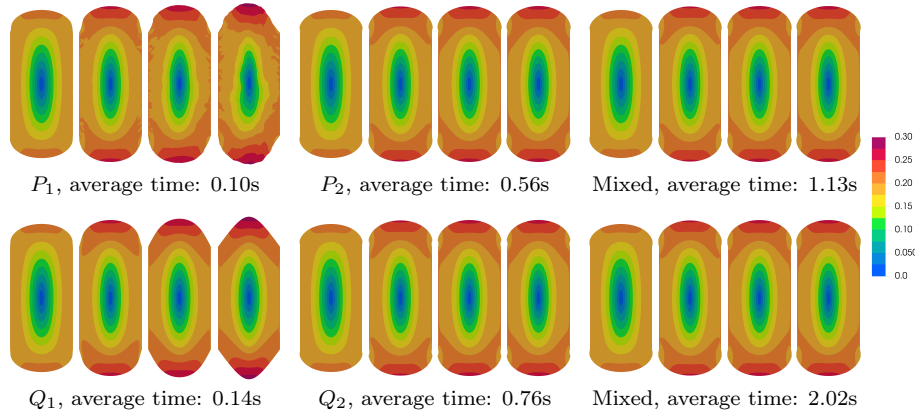 P₁, average time: 0.10s
P₂, average time: 0.56s
Mixed, average time: 1.13s
0.30
0.25
0.20
0.15
0.10
0.050
0.0
Q₁, average time: 0.14s
Q₂, average time: 0.76s
Mixed, average time: 2.02s